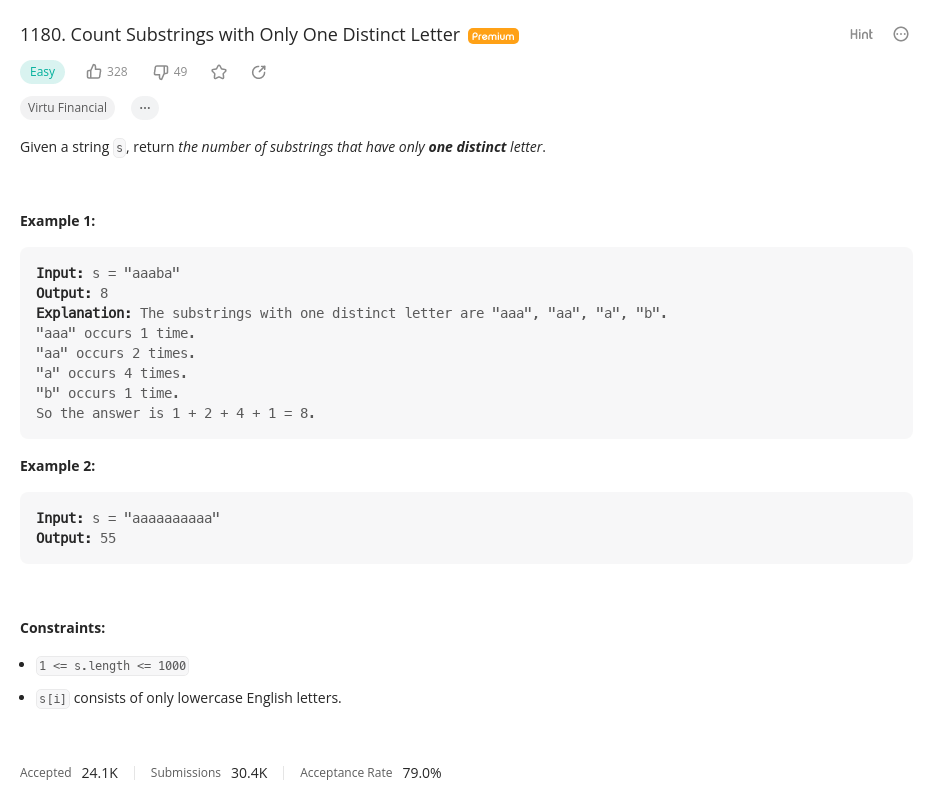 1180. Count Substrings with Only One Distinct Letter Premium Hint
Easy 328 49
Virtu Financial ...
Given a string s, return the number of substrings that have only one distinct letter.
Example 1:
Input: s = "aaaba"
Output: 8
Explanation: The substrings with one distinct letter are "aaa", "aa", "a", "b".
"aaa" occurs 1 time.
"aa" occurs 2 times.
"a" occurs 4 times.
"b" occurs 1 time.
So the answer is 1 + 2 + 4 + 1 = 8.
Example 2:
Input: s = "aaaaaaaaaa"
Output: 55
Constraints:
• 1 <= s.length <= 1000
• s[i] consists of only lowercase English letters.
Accepted 24.1K Submissions 30.4K Acceptance Rate 79.0%